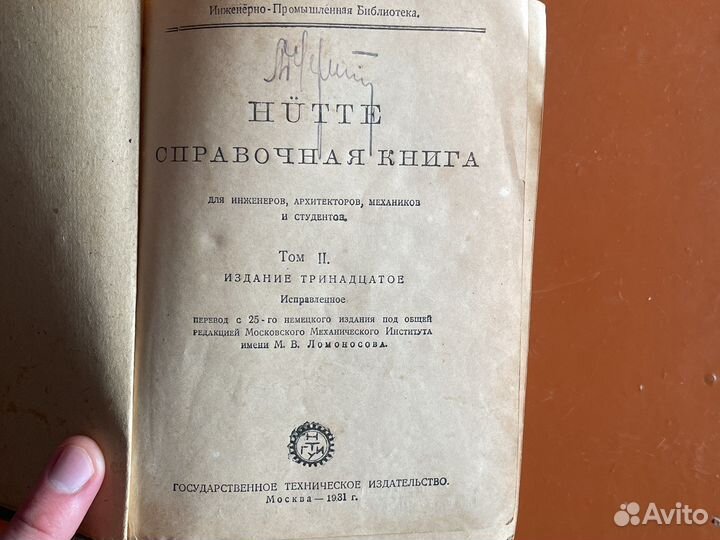 Инженерно-Промышленная Библиотека.
HÜTTE
СПРАВОЧНАЯ КНИГА
ДЛЯ ИНЖЕНЕРОВ, АРХИТЕКТОРОВ, МЕХАНИКОВ
И СТУДЕНТОВ.
Том II.
ИЗДАНИЕ ТРИНАДЦАТОЕ
Исправленное
ПЕРЕВОД С 25-го НЕМЕЦКОГО ИЗДАНИЯ ПОД ОБЩЕЙ
РЕДАКЦИЕЙ Московского Механического Института
имени М. В. Ломоносова.
ГОСУДАРСТВЕННОЕ ТЕХНИЧЕСКОЕ ИЗДАТЕЛЬСТВО.
Москва — 1931 г.
Avito